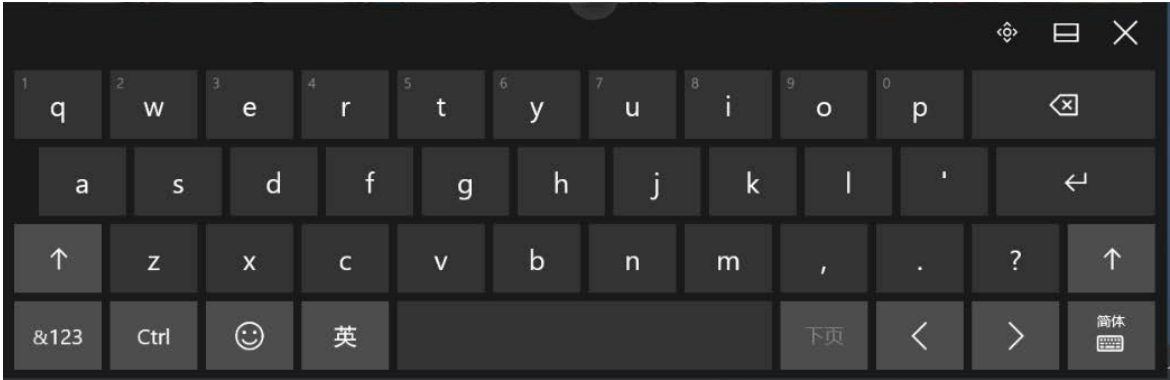 1 q 2 w 3 e 4 r 5 t 6 y 7 u 8 i 9 o 0 p
a s d f g h j k l '
z x c v b n m , . ?
&123 Ctrl 英 下页 简体